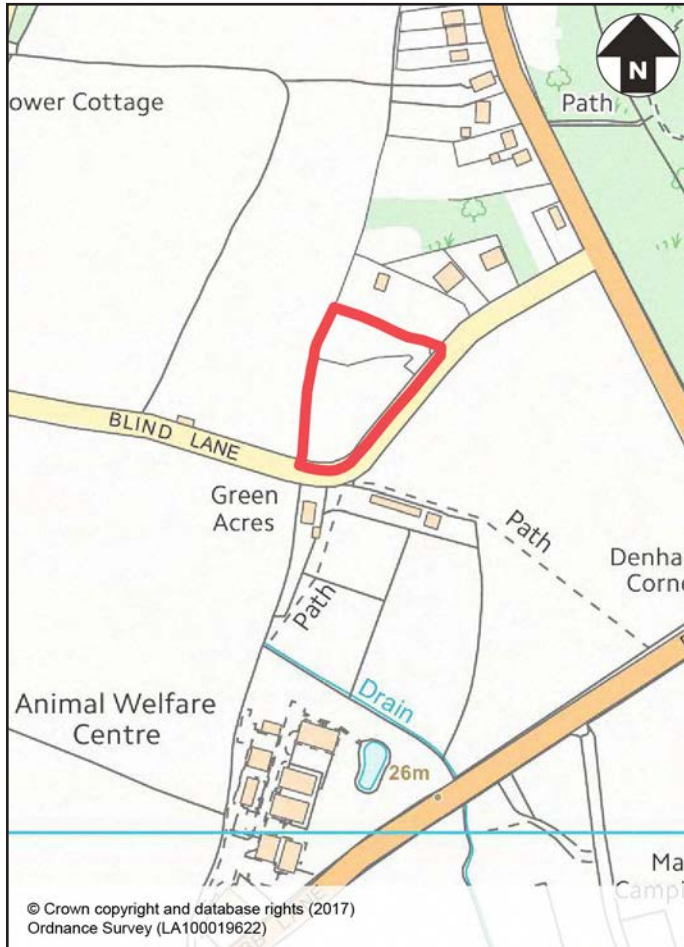 N
ower Cottage
Path
BLIND LANE
Green
Acres
Path
Denha
Corne
Path
Drain
Animal Welfare
Centre
26m
Ma
Campi
LANE
© Crown copyright and database rights (2017)
Ordnance Survey (LA100019622)